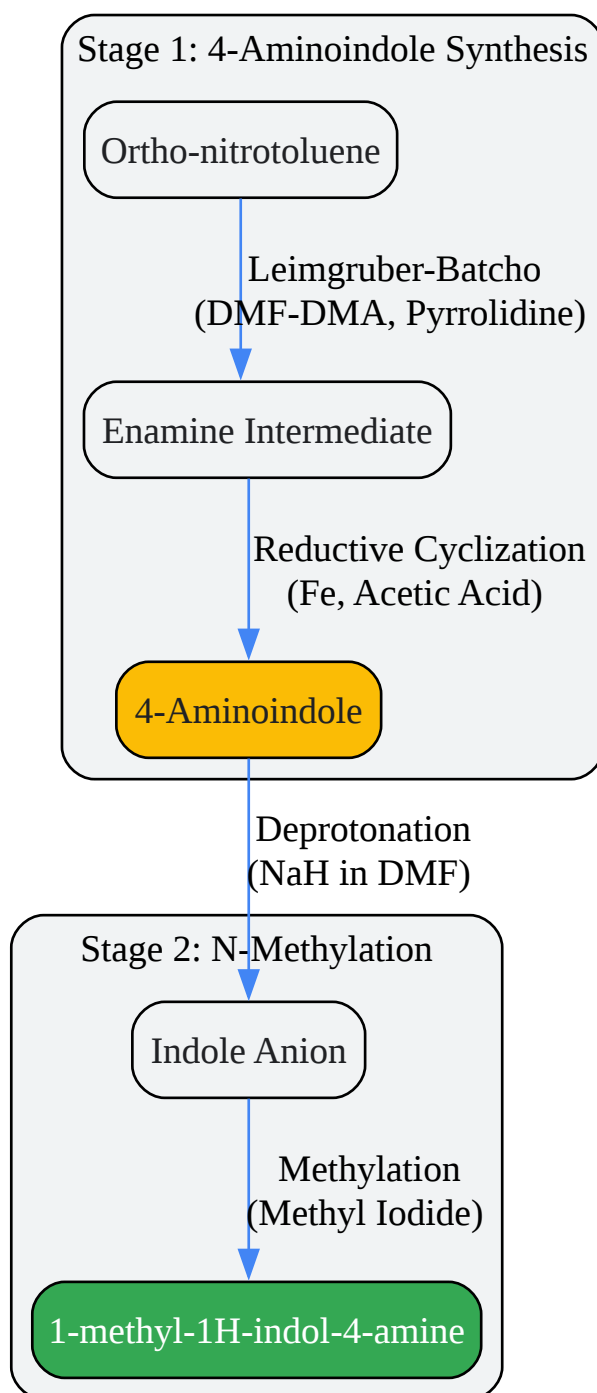 Stage 1: 4-Aminoindole Synthesis
Ortho-nitrotoluene
Leimgruber-Batcho
(DMF-DMA, Pyrrolidine)
Enamine Intermediate
Reductive Cyclization
(Fe, Acetic Acid)
4-Aminoindole
Deprotonation
(NaH in DMF)
Stage 2: N-Methylation
Indole Anion
Methylation
(Methyl Iodide)
1-methyl-1H-indol-4-amine